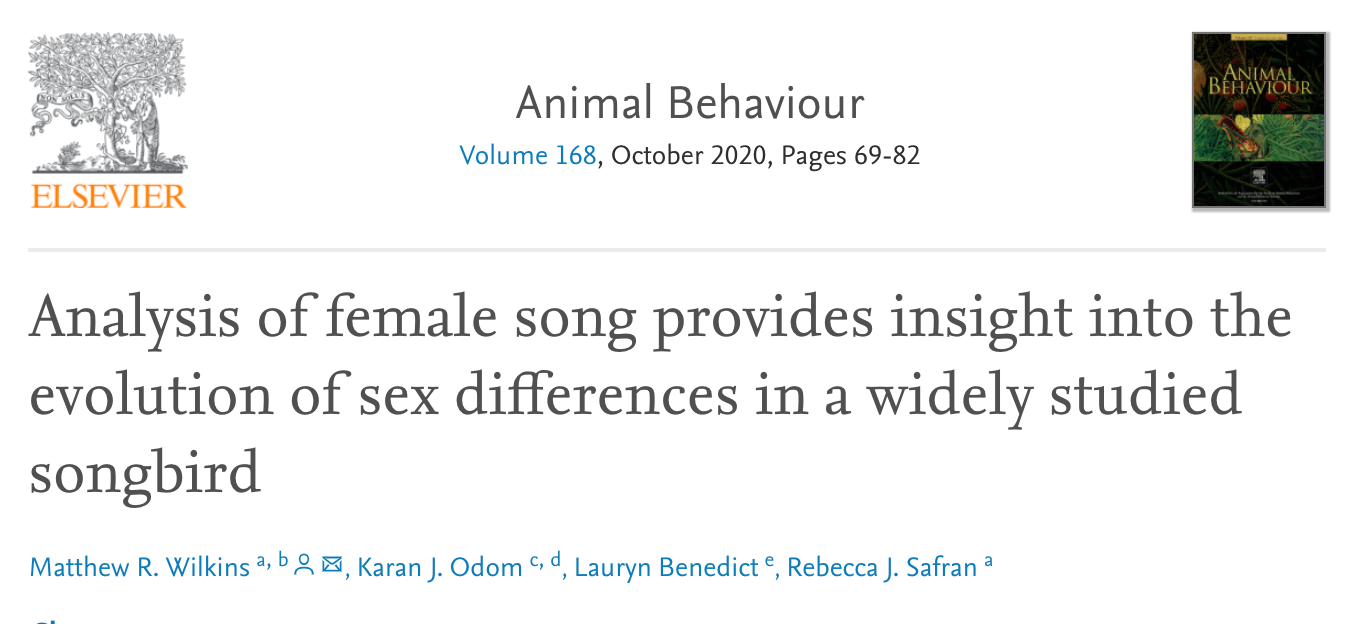 Animal Behaviour
Volume 168, October 2020, Pages 69-82
ELSEVIER
ANIMAL
BEHAVIOUR
Analysis of female song provides insight into the
evolution of sex differences in a widely studied
songbird
Matthew R. Wilkins a, b, Karan J. Odom c, d, Lauryn Benedict e, Rebecca J. Safran a